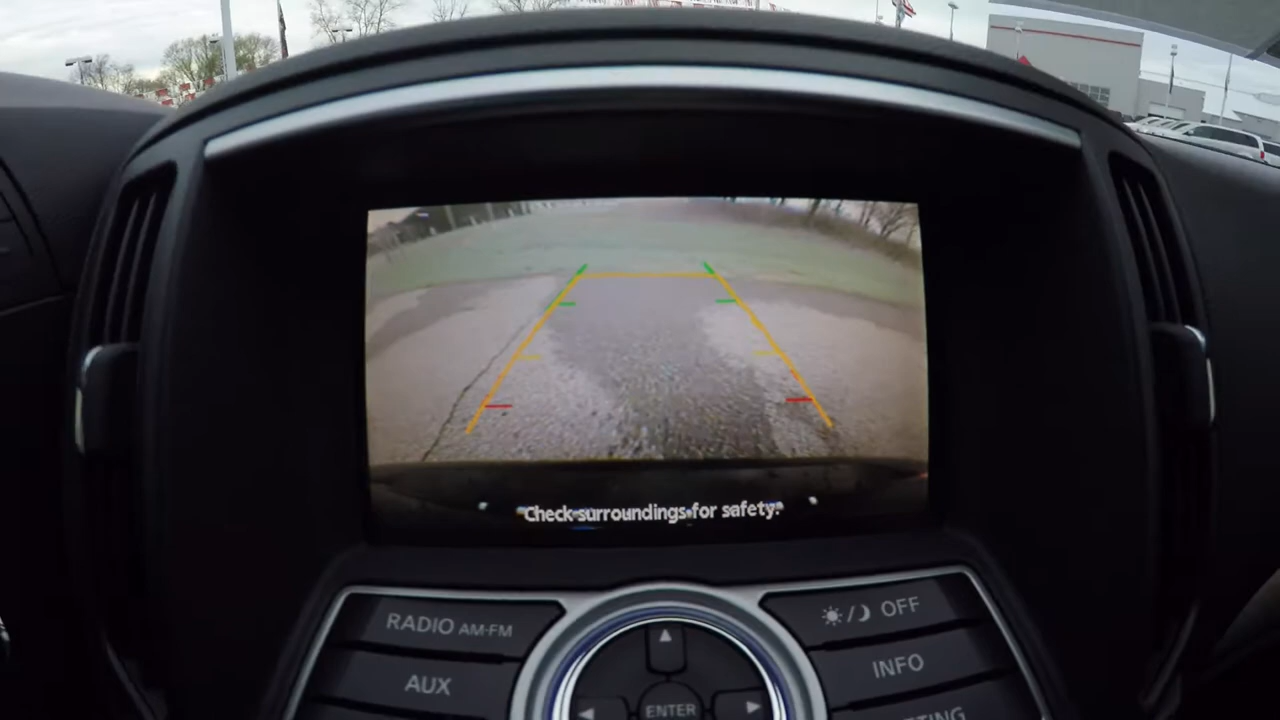 Check surroundings for safety.
RADIO AM-FM
OFF
AUX
INFO
ENTER